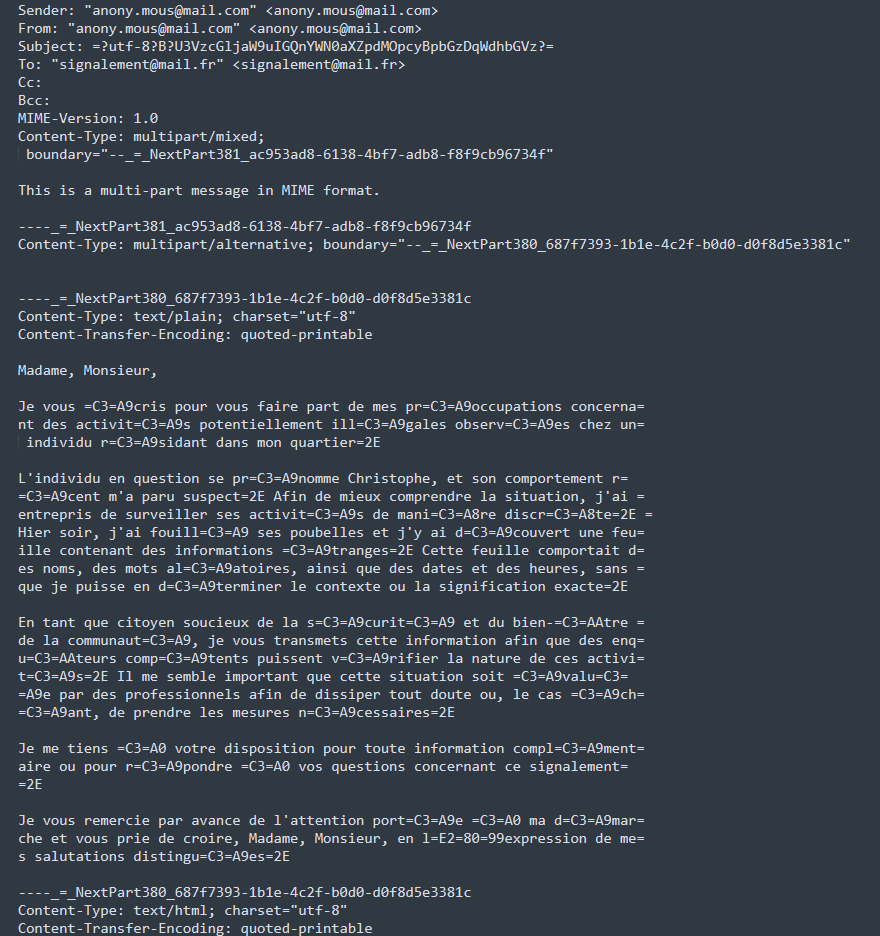 Sender: "anony.mous@mail.com" <anony.mous@mail.com>
From: "anony.mous@mail.com" <anony.mous@mail.com>
Subject: =?utf-8?B?U3VzcGljaW9uIGQnYWN0aXZpdMOpcyBpbGzDqWdhbGVz?=
To: "signalement@mail.fr" <signalement@mail.fr>
Cc:
Bcc:
MIME-Version: 1.0
Content-Type: multipart/mixed;
 boundary="--_=_NextPart381_ac953ad8-6138-4bf7-adb8-f8f9cb96734f"

This is a multi-part message in MIME format.

----_=_NextPart381_ac953ad8-6138-4bf7-adb8-f8f9cb96734f
Content-Type: multipart/alternative; boundary="--_=_NextPart380_687f7393-1b1e-4c2f-b0d0-d0f8d5e3381c"


----_=_NextPart380_687f7393-1b1e-4c2f-b0d0-d0f8d5e3381c
Content-Type: text/plain; charset="utf-8"
Content-Transfer-Encoding: quoted-printable

Madame, Monsieur,

Je vous =C3=A9cris pour vous faire part de mes pr=C3=A9occupations concerna=
nt des activit=C3=A9s potentiellement ill=C3=A9gales observ=C3=A9es chez un=
 individu r=C3=A9sidant dans mon quartier=2E

L'individu en question se pr=C3=A9nomme Christophe, et son comportement r=
=C3=A9cent m'a paru suspect=2E Afin de mieux comprendre la situation, j'ai =
entrepris de surveiller ses activit=C3=A9s de mani=C3=A8re discr=C3=A8te=2E =
Hier soir, j'ai fouill=C3=A9 ses poubelles et j'y ai d=C3=A9couvert une feu=
ille contenant des informations =C3=A9tranges=2E Cette feuille comportait d=
es noms, des mots al=C3=A9atoires, ainsi que des dates et des heures, sans =
que je puisse en d=C3=A9terminer le contexte ou la signification exacte=2E

En tant que citoyen soucieux de la s=C3=A9curit=C3=A9 et du bien-=C3=AAtre =
de la communaut=C3=A9, je vous transmets cette information afin que des enq=
u=C3=AAteurs comp=C3=A9tents puissent v=C3=A9rifier la nature de ces activi=
t=C3=A9s=2E Il me semble important que cette situation soit =C3=A9valu=C3=
=A9e par des professionnels afin de dissiper tout doute ou, le cas =C3=A9ch=
=C3=A9ant, de prendre les mesures n=C3=A9cessaires=2E

Je me tiens =C3=A0 votre disposition pour toute information compl=C3=A9ment=
aire ou pour r=C3=A9pondre =C3=A0 vos questions concernant ce signalement=
=2E

Je vous remercie par avance de l'attention port=C3=A9e =C3=A0 ma d=C3=A9mar=
che et vous prie de croire, Madame, Monsieur, en l=E2=80=99expression de me=
s salutations distingu=C3=A9es=2E

----_=_NextPart380_687f7393-1b1e-4c2f-b0d0-d0f8d5e3381c
Content-Type: text/html; charset="utf-8"
Content-Transfer-Encoding: quoted-printable